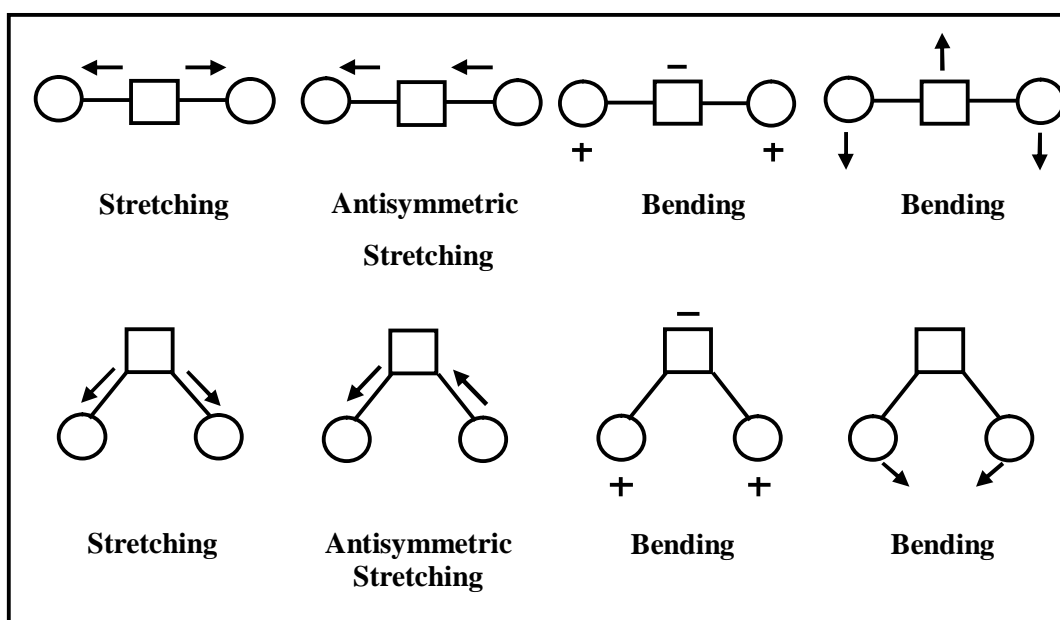 − 
+ +
Stretching Antisymmetric Bending Bending
Stretching
−
+ +
Stretching Antisymmetric Bending Bending
Stretching